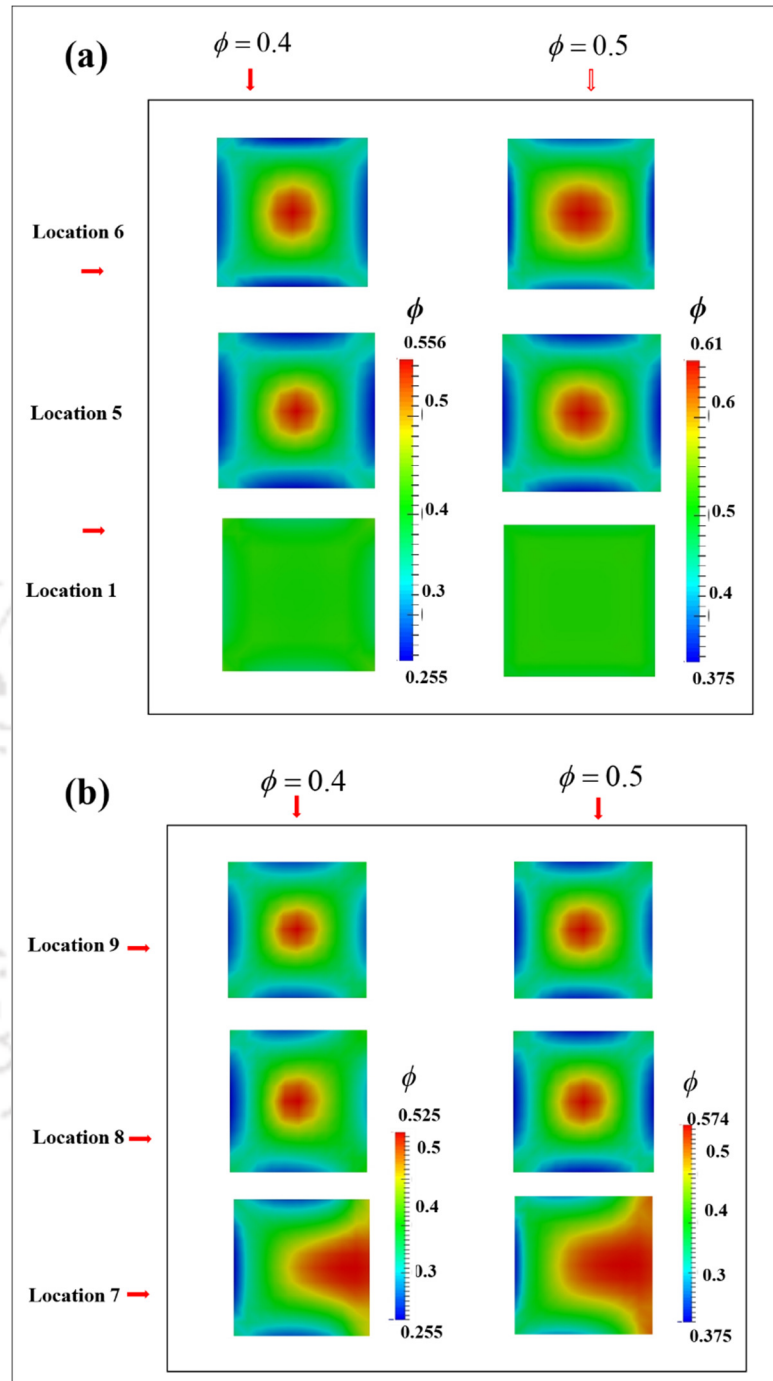 (a)
ϕ = 0.4
ϕ = 0.5
Location 6
ϕ
0.556
0.5
0.4
0.3
0.255
ϕ
0.61
0.6
0.5
0.4
0.375
Location 5
Location 1
(b)
ϕ = 0.4
ϕ = 0.5
Location 9
Location 8
ϕ
0.525
0.5
0.4
0.3
0.255
ϕ
0.574
0.5
0.4
0.3
0.375
Location 7